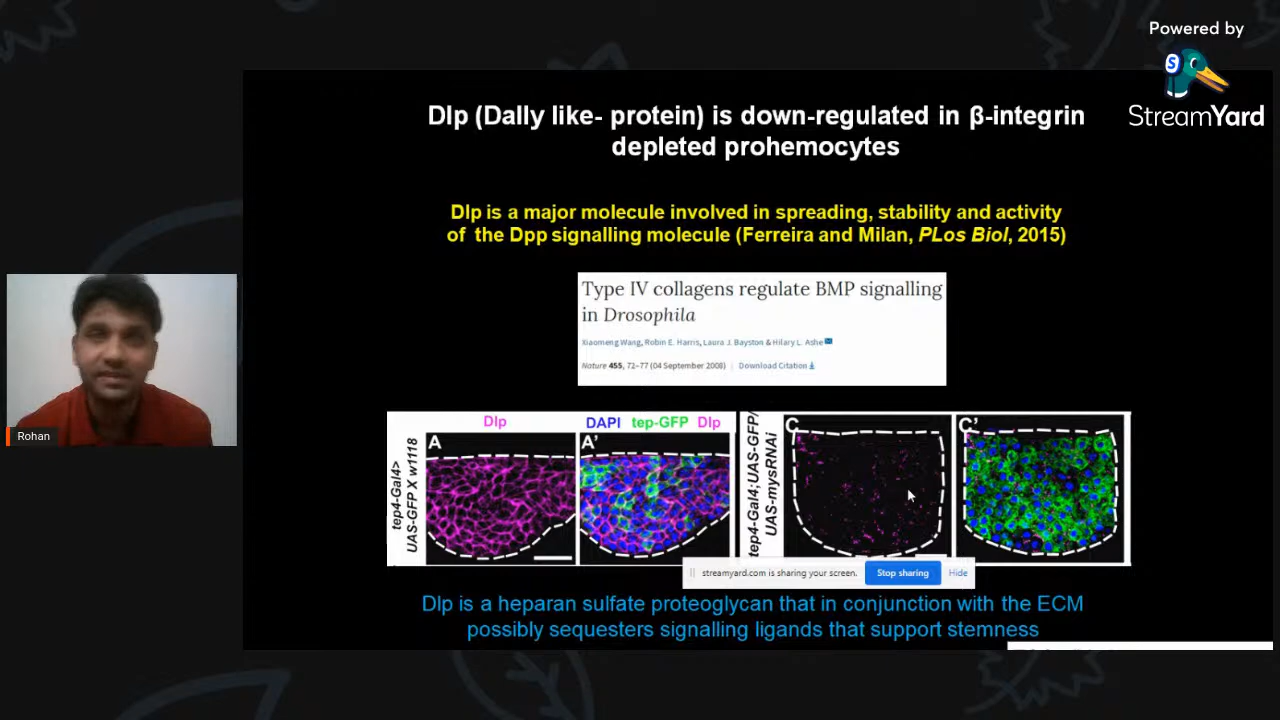 Powered by
StreamYard
Dlp (Dally like- protein) is down-regulated in β-integrin
depleted prohemocytes
Dlp is a major molecule involved in spreading, stability and activity
of the Dpp signalling molecule (Ferreira and Milan, PLos Biol, 2015)
Type IV collagens regulate BMP signalling
in Drosophila
Xiaomeng Wang, Robin E. Harris, Laura J. Bayston & Hilary L. Ashe
Nature 455, 72–77 (04 September 2008) | Download Citation
Rohan
tep4-Gal4>
UAS-GFP X w1118
Dlp
A
DAPI tep-GFP Dlp
A'
tep4-Gal4;UAS-GFP/
UAS-mysRNAi
C
C'
streamyard.com is sharing your screen. Stop sharing Hide
Dlp is a heparan sulfate proteoglycan that in conjunction with the ECM
possibly sequesters signalling ligands that support stemness